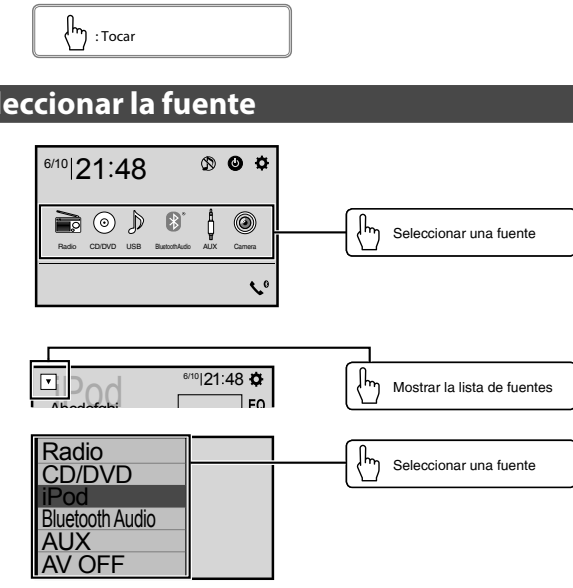 : Tocar
leccionar la fuente
6/10 21:48
Radio CD/DVD USB BluetoothAudio AUX Camera
Seleccionar una fuente
iPod
6/10 21:48
EQ
Mostrar la lista de fuentes
Radio
CD/DVD
iPod
Bluetooth Audio
AUX
AV OFF
Seleccionar una fuente